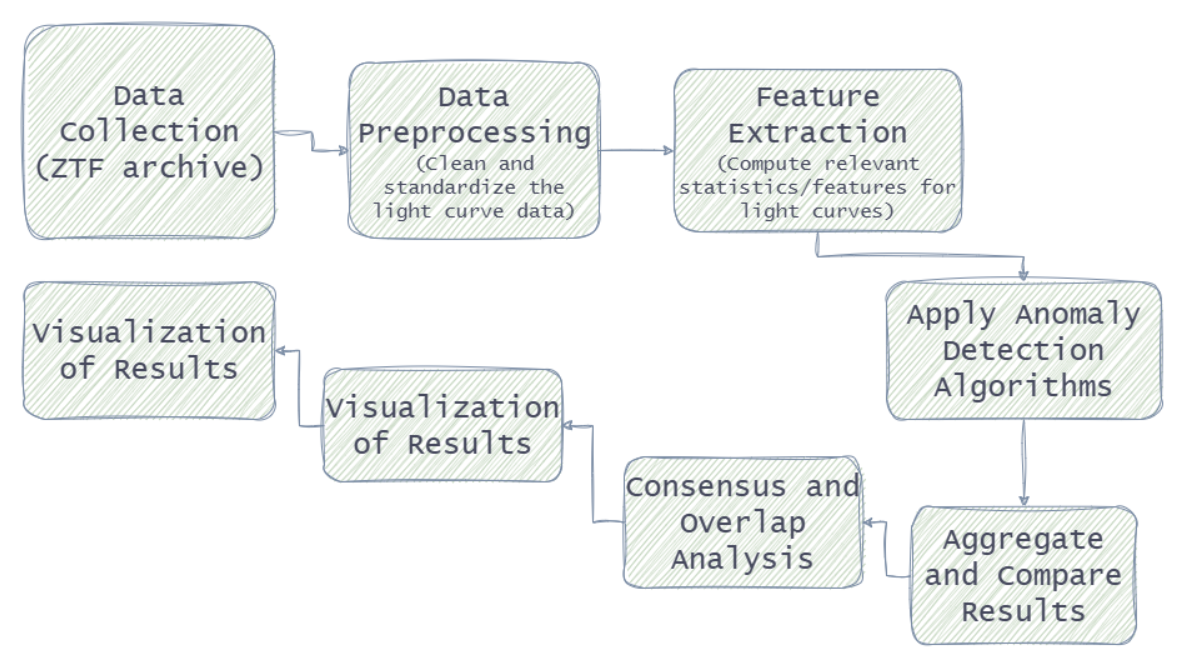 Data
Collection
(ZTF archive)
Data
Preprocessing
(Clean and
standardize the
light curve data)
Feature
Extraction
(Compute relevant
statistics/features for
light curves)
Apply Anomaly
Detection
Algorithms
Aggregate
and Compare
Results
Consensus and
Overlap
Analysis
Visualization
of Results
Visualization
of Results